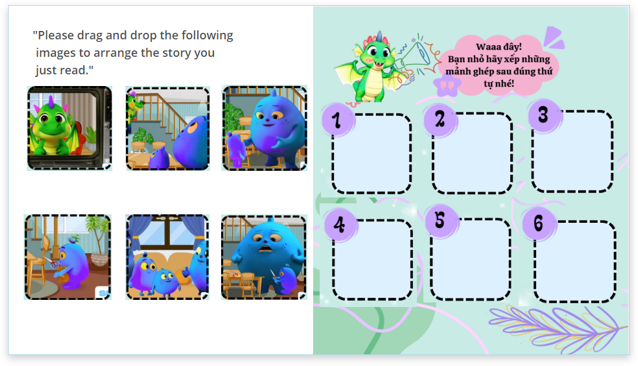 "Please drag and drop the following
images to arrange the story you
just read."
Waaa đây!
Bạn nhỏ hãy xếp những
mảnh ghép sau đúng thứ
tự nhé!
1
2
3
4
5
6